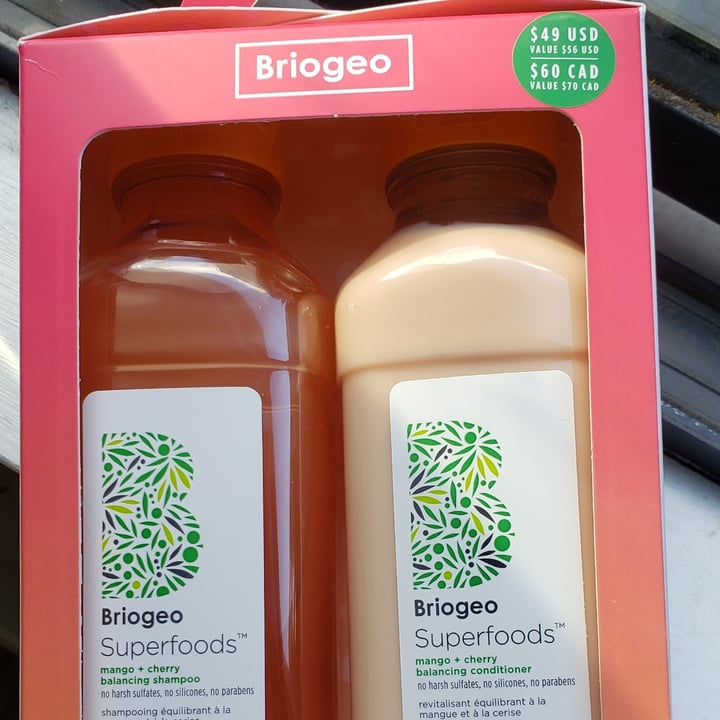 Briogeo
$49 USD
VALUE $56 USD
$60 CAD
VALUE $70 CAD
Briogeo
Superfoods™
mango + cherry
balancing shampoo
no harsh sulfates, no silicones, no parabens
shampooing équilibrant à la
Briogeo
Superfoods™
mango + cherry
balancing conditioner
no harsh sulfates, no silicones, no parabens
revitalisant équilibrant à la
mangue et à la cerise